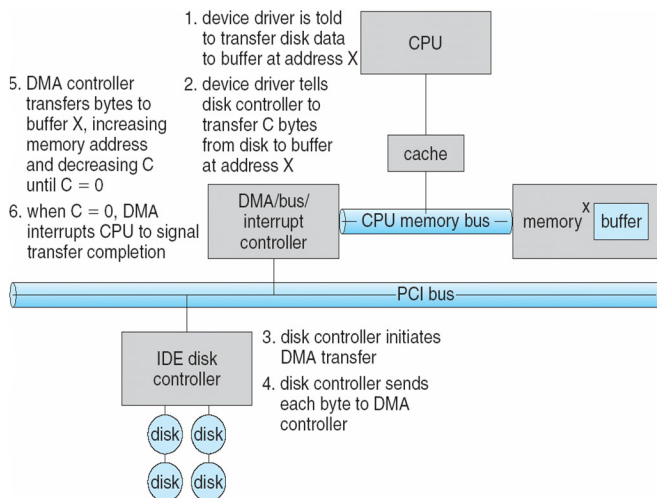 1. device driver is told
to transfer disk data
to buffer at address X
CPU
5. DMA controller
transfers bytes to
buffer X, increasing
memory address
and decreasing C
until C = 0
2. device driver tells
disk controller to
transfer C bytes
from disk to buffer
at address X
cache
6. when C = 0, DMA
interrupts CPU to signal
transfer completion
DMA/bus/
interrupt
controller
CPU memory bus
memory
x
buffer
PCI bus
IDE disk
controller
3. disk controller initiates
DMA transfer
4. disk controller sends
each byte to DMA
controller
disk
disk
disk
disk